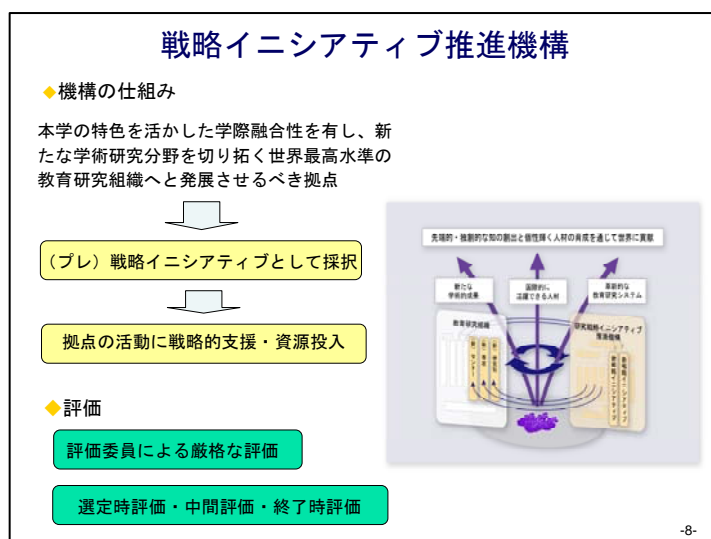 戦略イニシアティブ推進機構
◆機構の仕組み
本学の特色を活かした学際融合性を有し、新
たな学術研究分野を切り拓く世界最高水準の
教育研究組織へと発展させるべき拠点
(プレ)戦略イニシアティブとして採択
拠点の活動に戦略的支援・資源投入
◆評価
評価委員による厳格な評価
選定時評価・中間評価・終了時評価
先端的・独創的な知の創出と個性輝く人材の育成を通じて世界に貢献
新たな
学術的成果
国際的に
活躍できる人材
革新的な
教育研究システム
教育研究組織
研究戦略イニシアティブ
推進機構
-8-